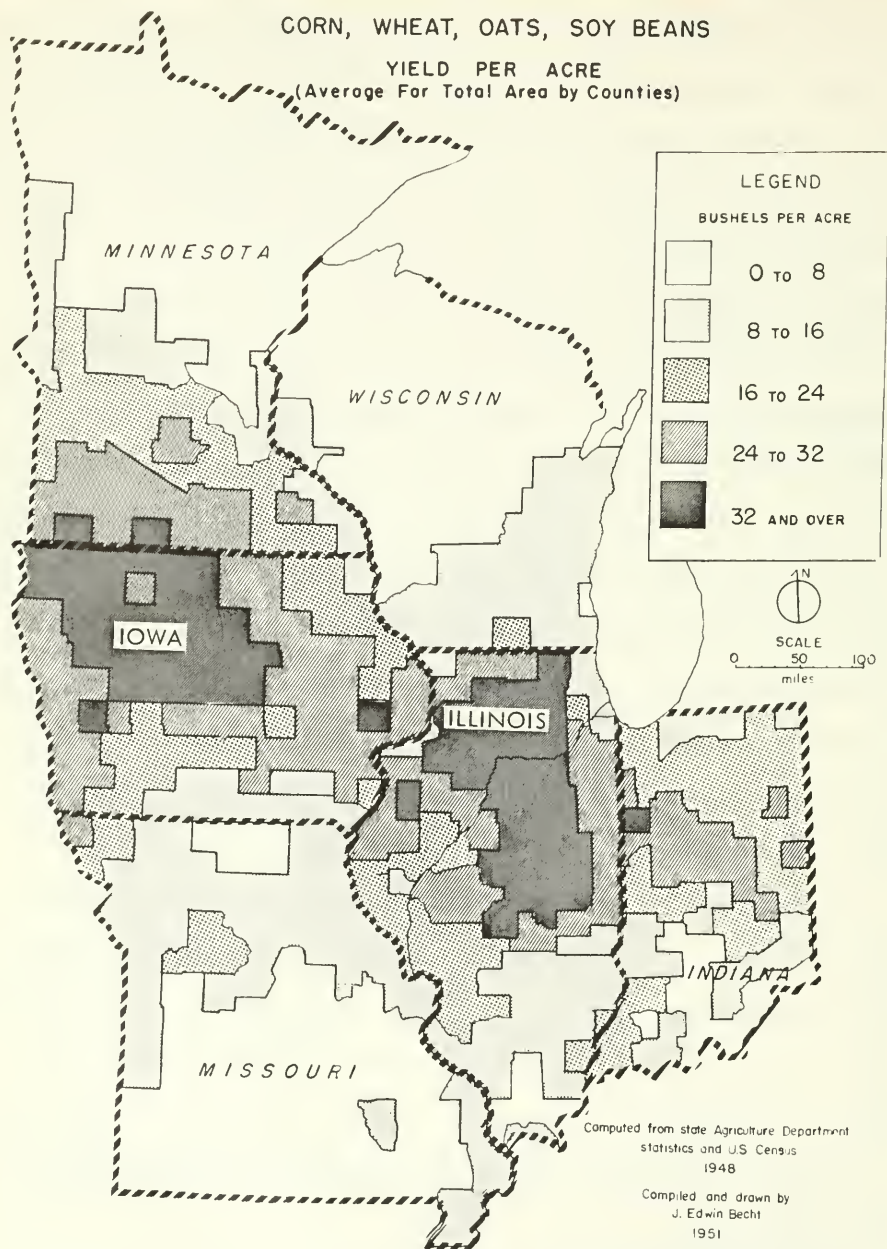 CORN, WHEAT, OATS, SOY BEANS
YIELD PER ACRE
(Average For Total Area by Counties)
LEGEND
BUSHELS PER ACRE
0 TO 8
8 TO 16
16 TO 24
24 TO 32
32 AND OVER
N
SCALE
0 50 100
miles
MINNESOTA
WISCONSIN
IOWA
ILLINOIS
INDIANA
MISSOURI
Computed from state Agriculture Department
statistics and U.S Census
1948
Compiled and drawn by
J. Edwin Becht
1951